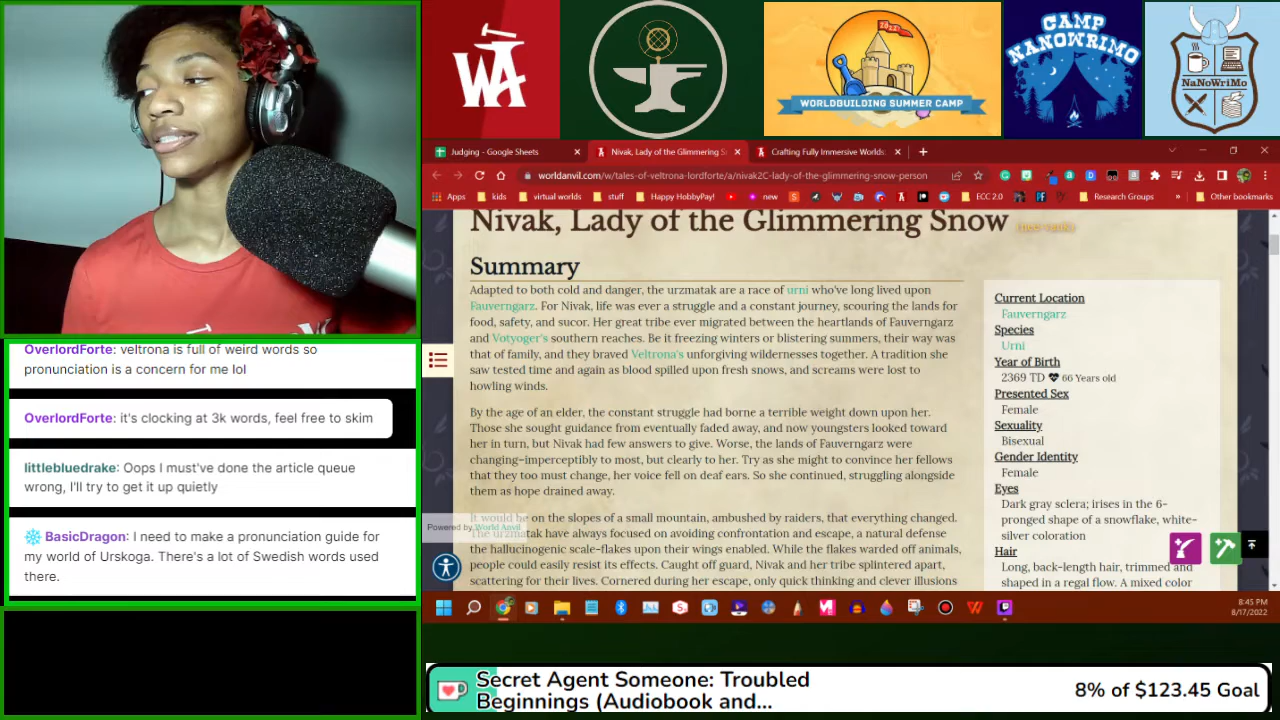 WA
2022
WORLDBUILDING SUMMER CAMP
CAMP
NANOWRIMO
NaNoWriMo
Judging - Google Sheets
Nivak, Lady of the Glimmering S
Crafting Fully Immersive Worlds:
worldanvil.com/w/tales-of-veltrona-lordforte/a/nivak2C-lady-of-the-glimmering-snow-person
Apps
kids
virtual worlds
stuff
Happy HobbyPay!
new
ECC 2.0
Research Groups
»
Other bookmarks
Nivak, Lady of the Glimmering Snow
Summary
Adapted to both cold and danger, the urzmatak are a race of urni who've long lived upon
Fauverngarz. For Nivak, life was ever a struggle and a constant journey, scouring the lands for
food, safety, and sucor. Her great tribe ever migrated between the heartlands of Fauverngarz
and Votyoger's southern reaches. Be it freezing winters or blistering summers, their way was
that of family, and they braved Veltrona's unforgiving wildernesses together. A tradition she
saw tested time and again as blood spilled upon fresh snows, and screams were lost to
howling winds.
By the age of an elder, the constant struggle had borne a terrible weight down upon her.
Those she sought guidance from eventually faded away, and now youngsters looked toward
her in turn, but Nivak had few answers to give. Worse, the lands of Fauverngarz were
changing–imperceptibly to most, but clearly to her. Try as she might to convince her fellows
that they too must change, her voice fell on deaf ears. So she continued, struggling alongside
them as hope drained away.
It would be on the slopes of a small mountain, ambushed by raiders, that everything changed.
The urzmatak have always focused on avoiding confrontation and escape, a natural defense
the hallucinogenic scale-flakes upon their wings enabled. While the flakes warded off animals,
people could easily resist its effects. Caught off guard, Nivak and her tribe splintered apart,
scattering for their lives. Cornered during her escape, only quick thinking and clever illusions
Powered by World Anvil
Current Location
Fauverngarz
Species
Urni
Year of Birth
2369 TD 66 Years old
Presented Sex
Female
Sexuality
Bisexual
Gender Identity
Female
Eyes
Dark gray sclera; irises in the 6-
pronged shape of a snowflake, white-
silver coloration
Hair
Long, back-length hair, trimmed and
shaped in a regal flow. A mixed color
8:45 PM
8/17/2022
OverlordForte: veltrona is full of weird words so
pronunciation is a concern for me lol
OverlordForte: it's clocking at 3k words, feel free to skim
littlebluedrake: Oops I must've done the article queue
wrong, I'll try to get it up quietly
BasicDragon: I need to make a pronunciation guide for
my world of Urskoga. There's a lot of Swedish words used
there.
Secret Agent Someone: Troubled
Beginnings (Audiobook and...
8% of $123.45 Goal